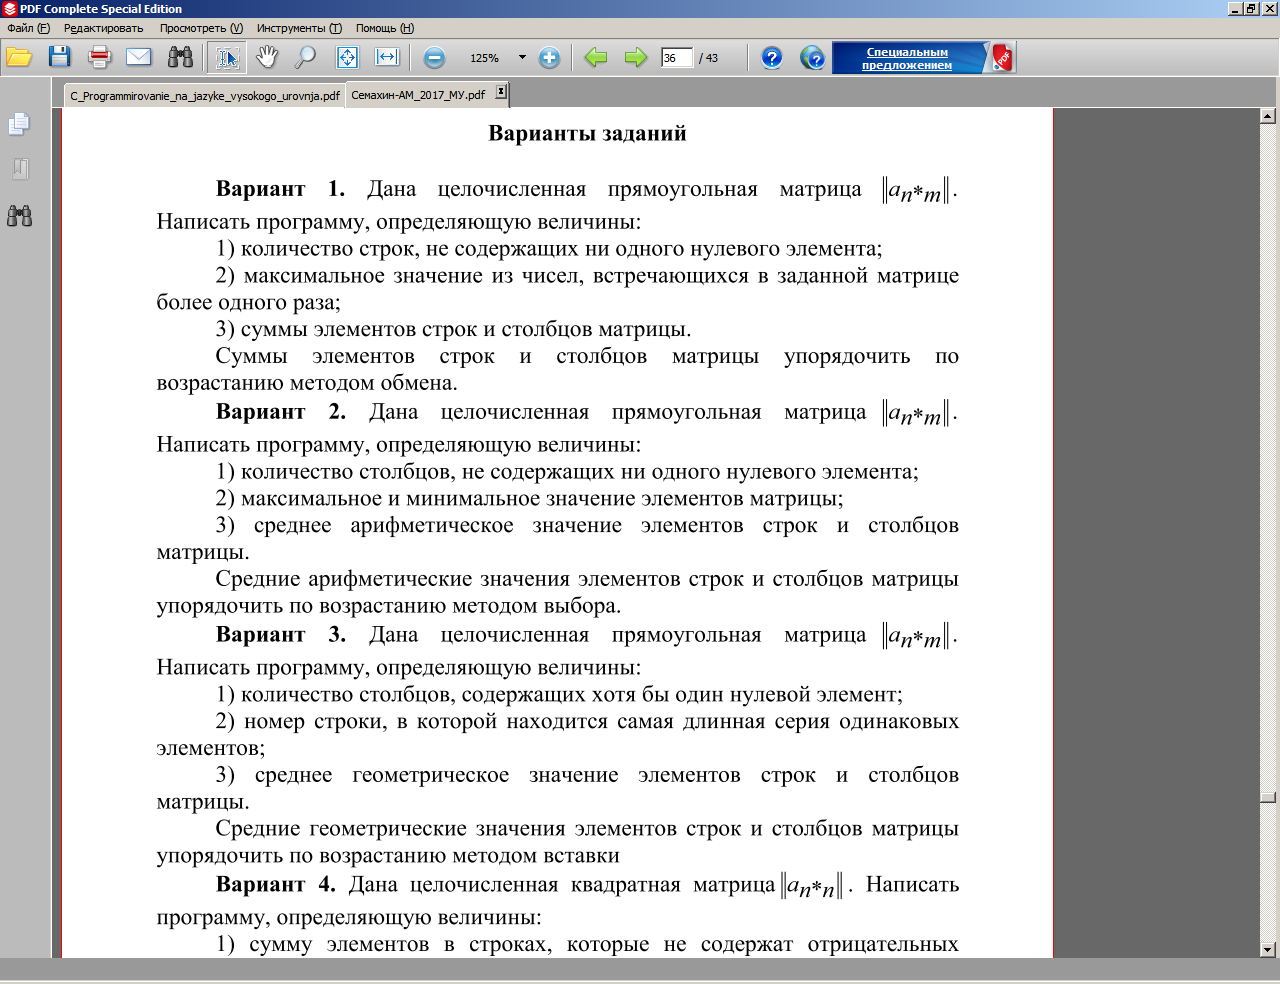 PDF Complete Special Edition
Файл (F) Редактировать Просмотреть (V) Инструменты (T) Помощь (H)
125% 36 / 43 Специальным предложением PDF
C_Programmirovanie_na_jazyke_vysokogo_urovnja.pdf Семахин-АМ_2017_МУ.pdf
Варианты заданий
Вариант 1. Дана целочисленная прямоугольная матрица ‖an*m‖.
Написать программу, определяющую величины:
1) количество строк, не содержащих ни одного нулевого элемента;
2) максимальное значение из чисел, встречающихся в заданной матрице
более одного раза;
3) суммы элементов строк и столбцов матрицы.
Суммы элементов строк и столбцов матрицы упорядочить по
возрастанию методом обмена.
Вариант 2. Дана целочисленная прямоугольная матрица ‖an*m‖.
Написать программу, определяющую величины:
1) количество столбцов, не содержащих ни одного нулевого элемента;
2) максимальное и минимальное значение элементов матрицы;
3) среднее арифметическое значение элементов строк и столбцов
матрицы.
Средние арифметические значения элементов строк и столбцов матрицы
упорядочить по возрастанию методом выбора.
Вариант 3. Дана целочисленная прямоугольная матрица ‖an*m‖.
Написать программу, определяющую величины:
1) количество столбцов, содержащих хотя бы один нулевой элемент;
2) номер строки, в которой находится самая длинная серия одинаковых
элементов;
3) среднее геометрическое значение элементов строк и столбцов
матрицы.
Средние геометрические значения элементов строк и столбцов матрицы
упорядочить по возрастанию методом вставки
Вариант 4. Дана целочисленная квадратная матрица ‖an*n‖. Написать
программу, определяющую величины:
1) сумму элементов в строках, которые не содержат отрицательных